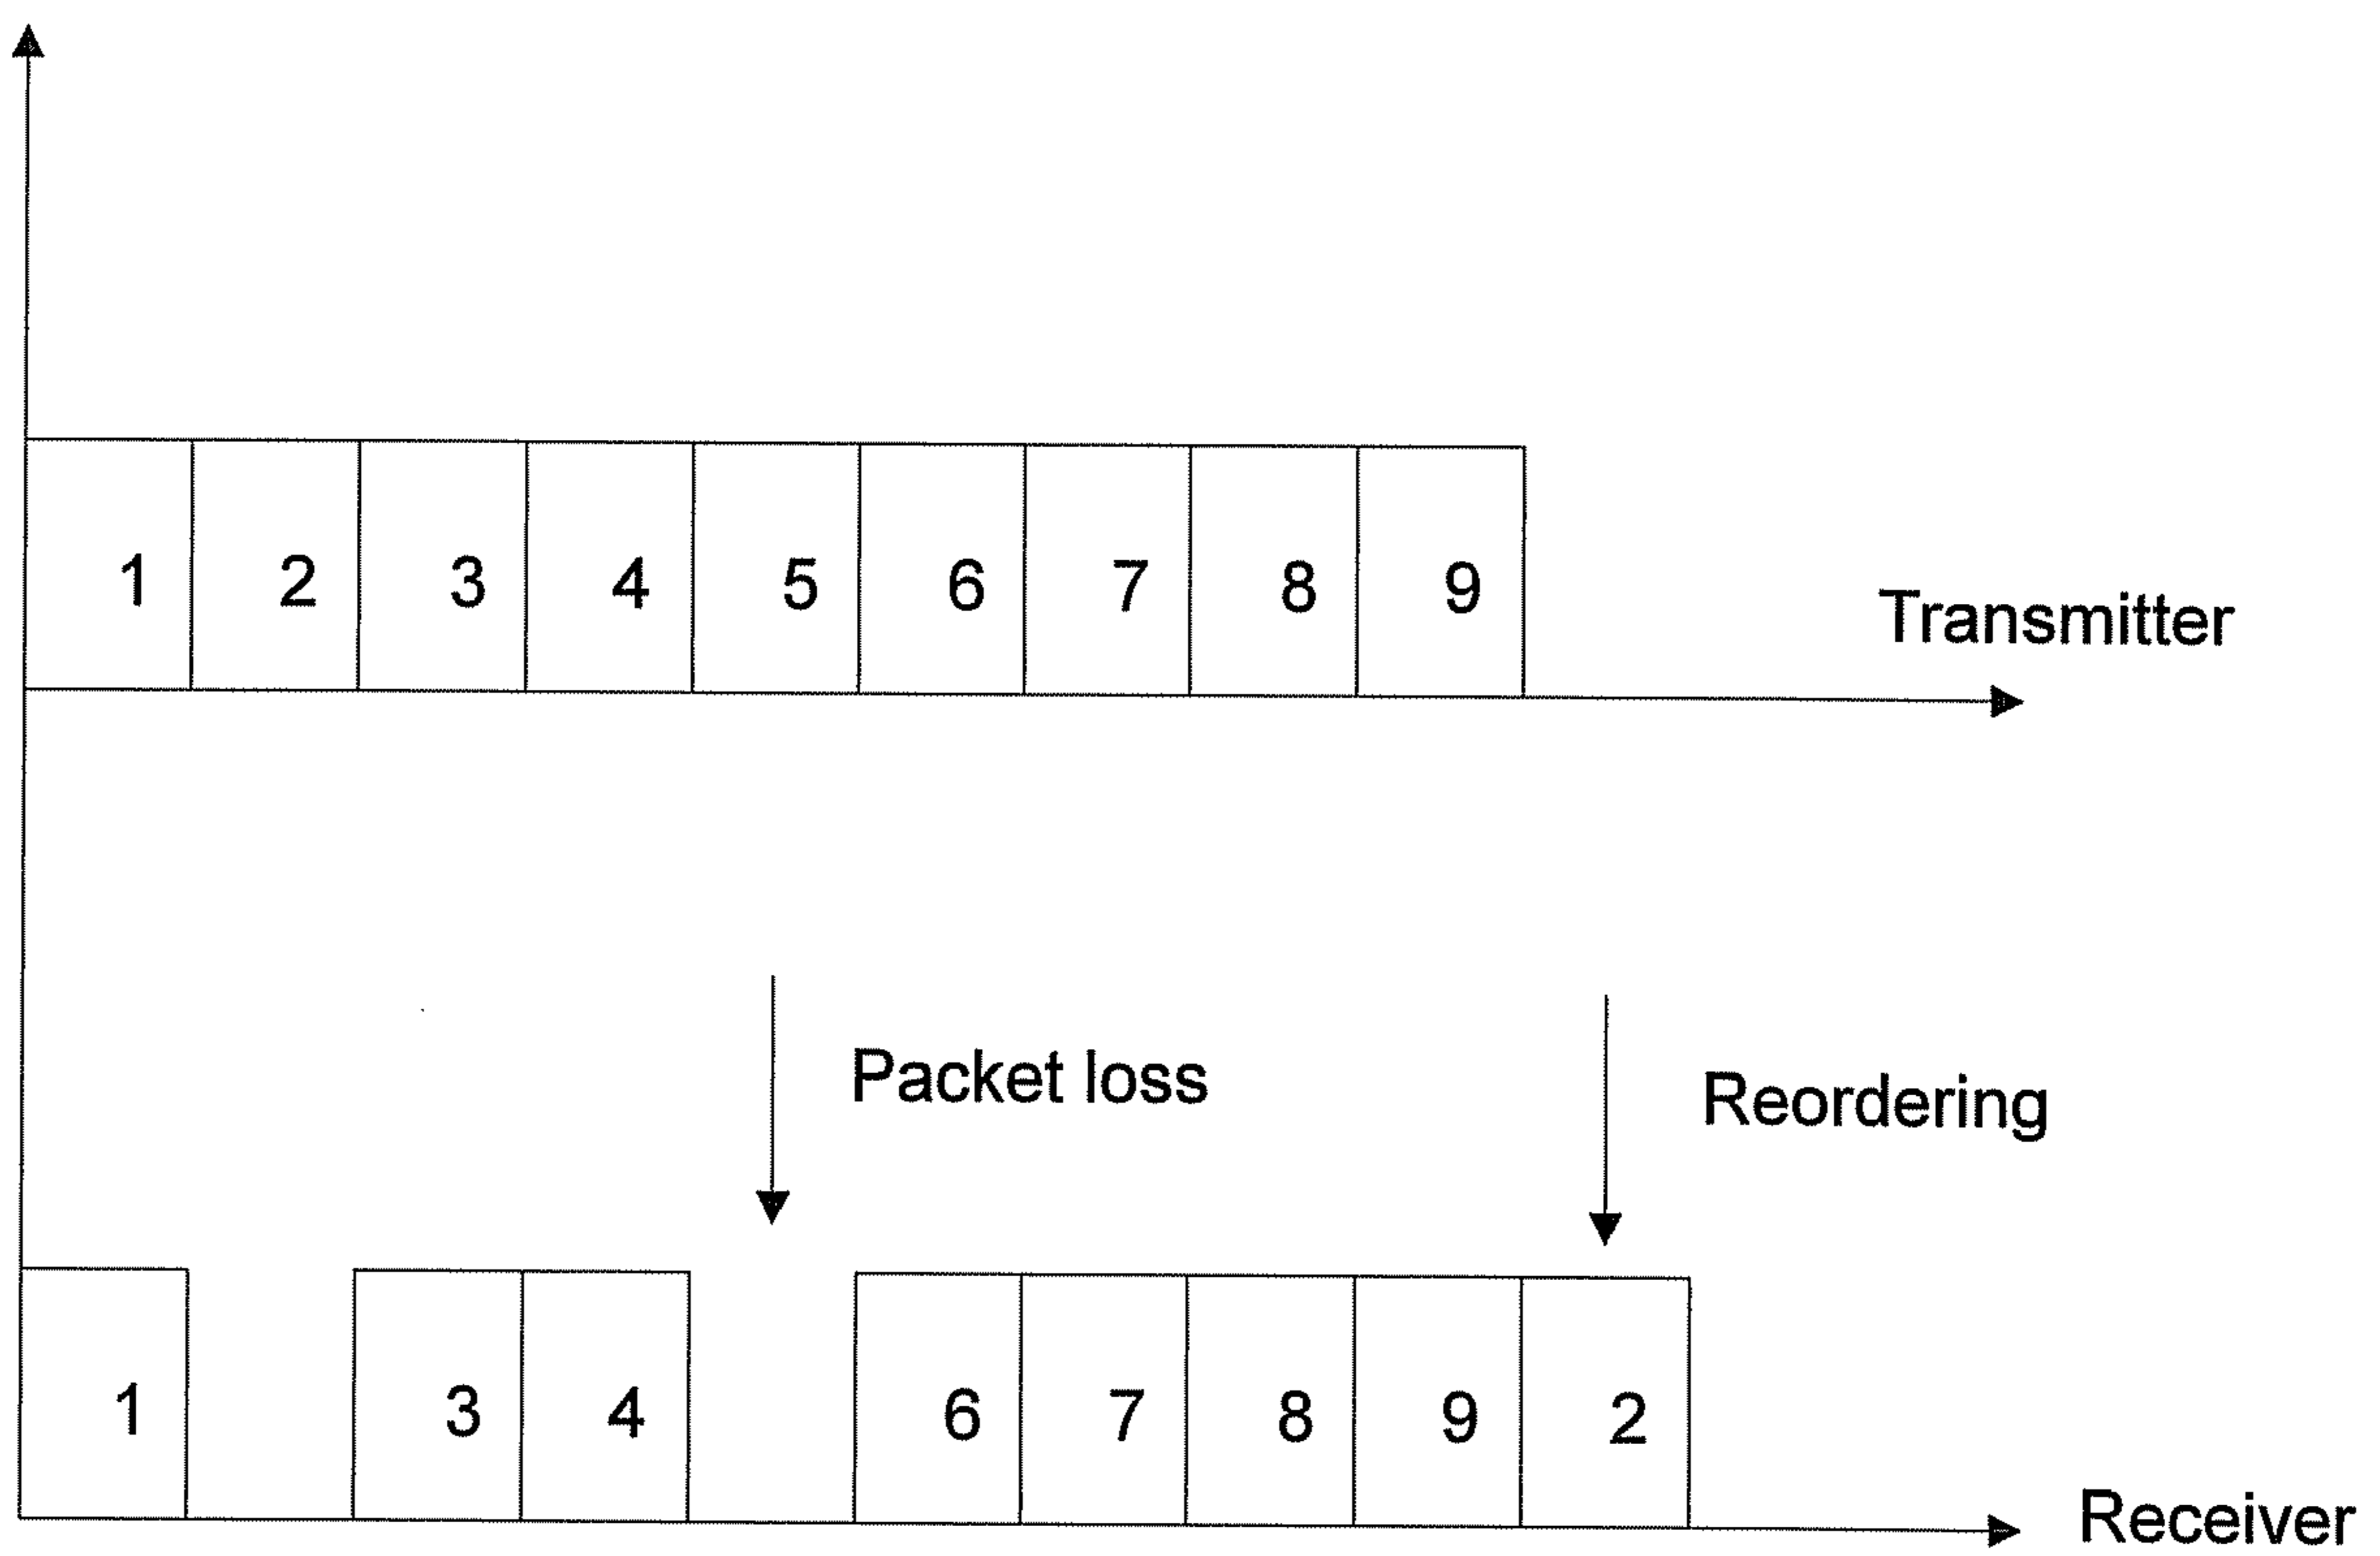 1 2 3 4 5 6 7 8 9
Transmitter
Packet loss
Reordering
1 3 4 6 7 8 9 2
Receiver